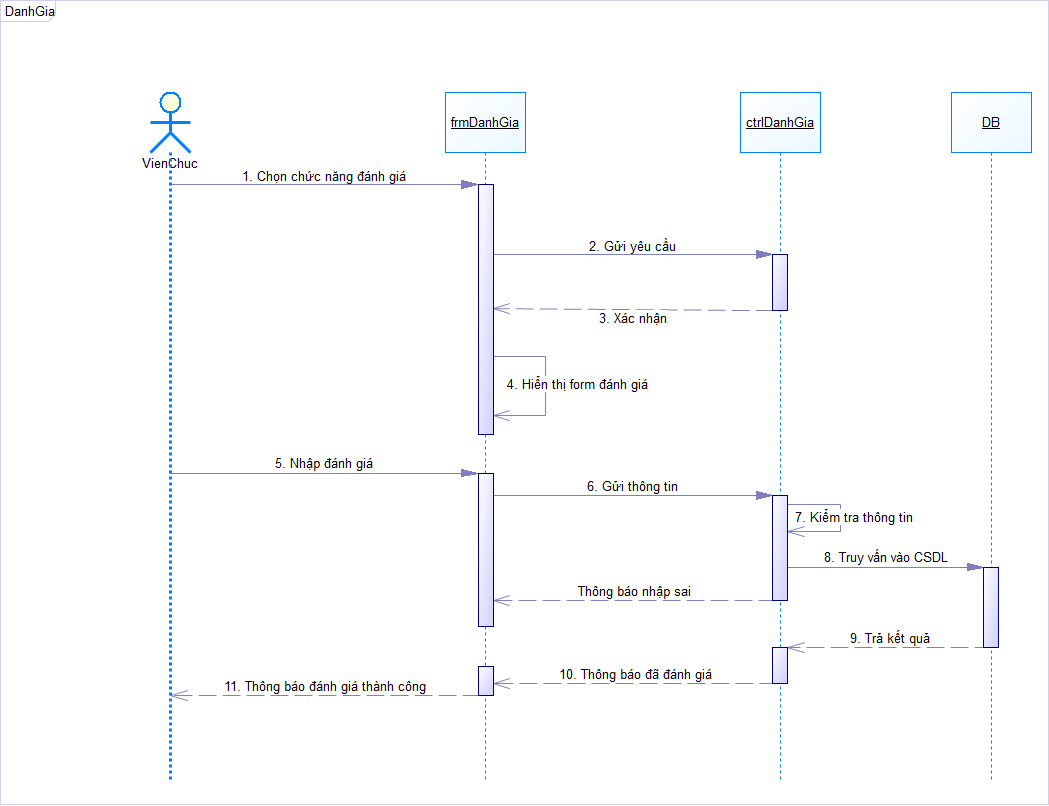 DanhGia
frmDanhGia
ctrlDanhGia
DB
VienChuc
1. Chọn chức năng đánh giá
2. Gửi yêu cầu
3. Xác nhận
4. Hiển thị form đánh giá
5. Nhập đánh giá
6. Gửi thông tin
7. Kiểm tra thông tin
8. Truy vấn vào CSDL
Thông báo nhập sai
9. Trả kết quả
10. Thông báo đã đánh giá
11. Thông báo đánh giá thành công